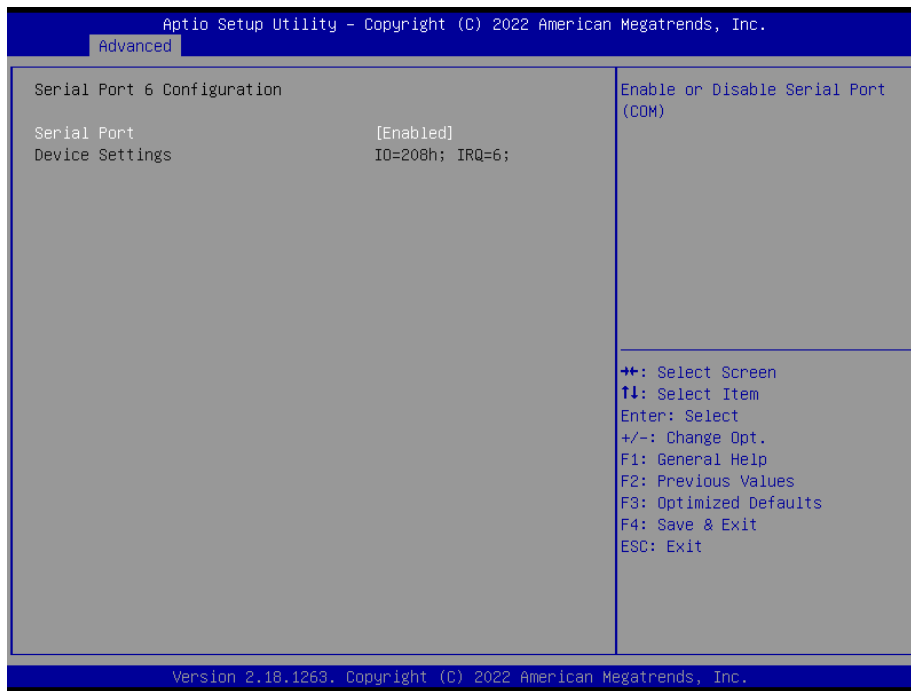 Aptio Setup Utility – Copyright (C) 2022 American Megatrends, Inc.
Advanced
Serial Port 6 Configuration
Serial Port [Enabled]
Device Settings IO=208h; IRQ=6;
Enable or Disable Serial Port
(COM)
→←: Select Screen
↑↓: Select Item
Enter: Select
+/-: Change Opt.
F1: General Help
F2: Previous Values
F3: Optimized Defaults
F4: Save & Exit
ESC: Exit
Version 2.18.1263. Copyright (C) 2022 American Megatrends, Inc.